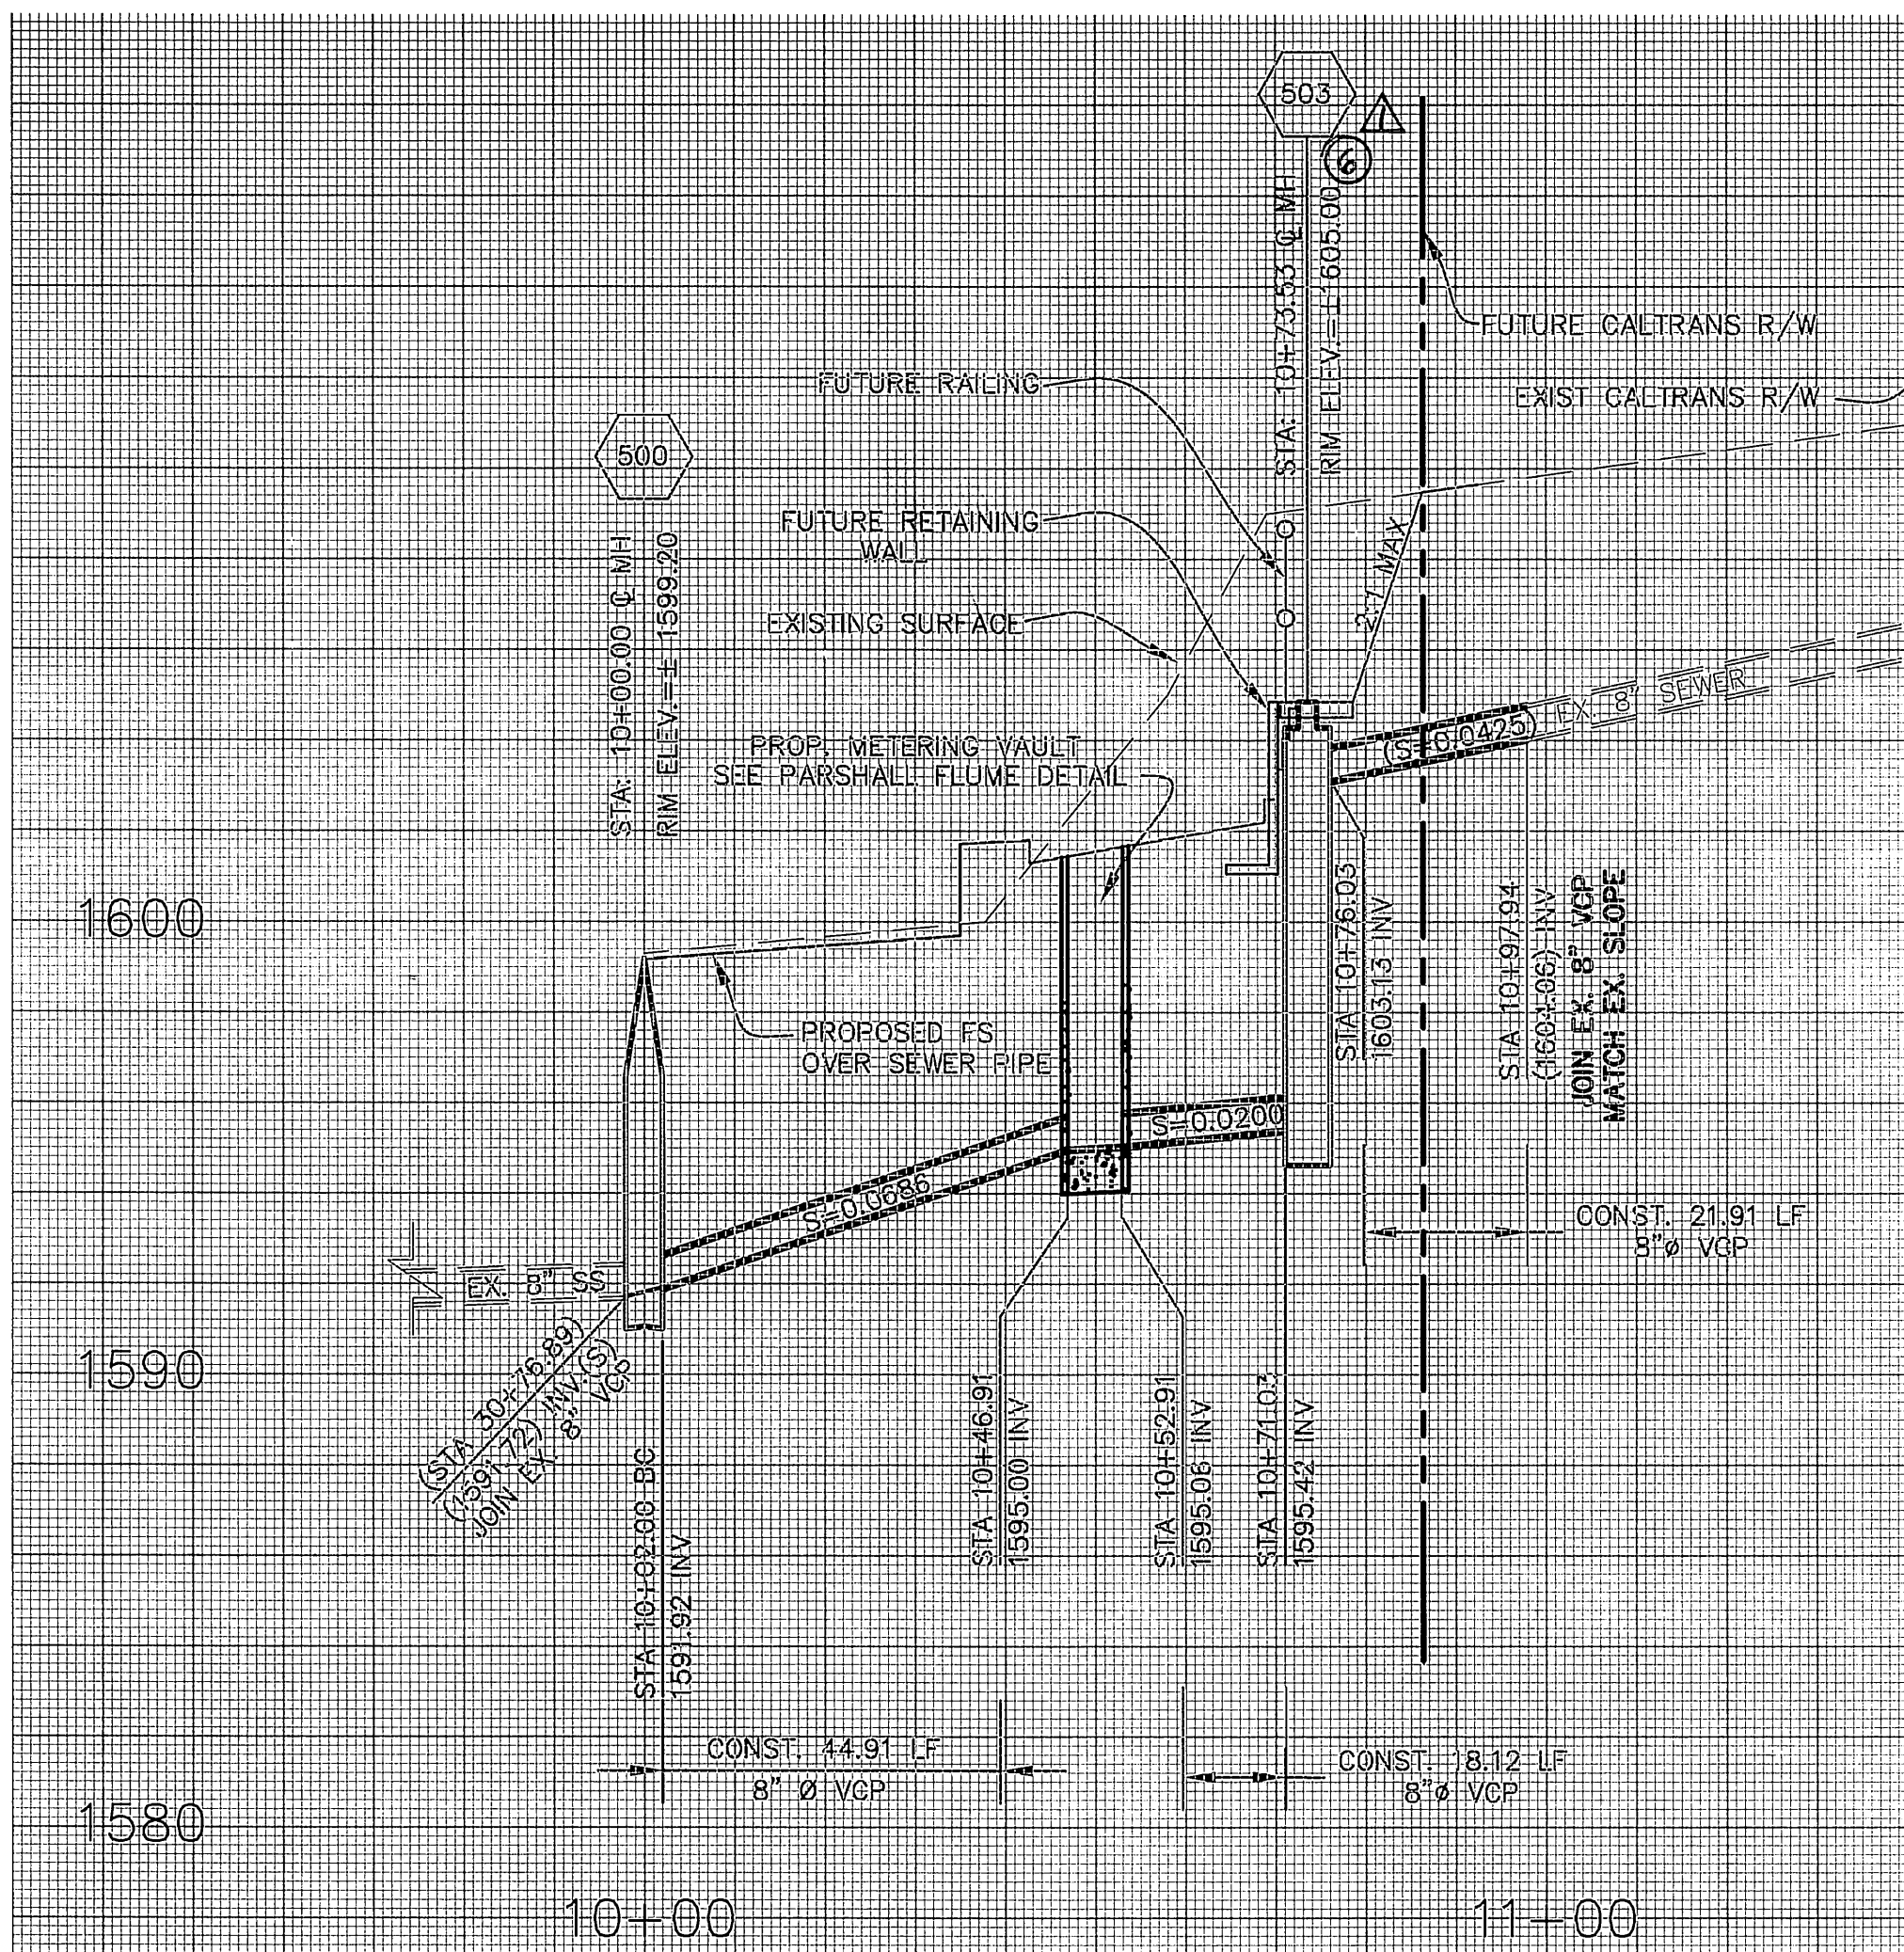 503
1
6
STA: 10+73.53 ℄ MH
RIM ELEV.=±1605.00
FUTURE CALTRANS R/W
FUTURE RAILING
EXIST CALTRANS R/W
500
STA: 10+00.00 ℄ MH
RIM ELEV.=± 1599.20
FUTURE RETAINING
WALL
2:1 MAX
EXISTING SURFACE
EX. 8" SEWER
(S=0.0425)
PROP. METERING VAULT
SEE PARSHALL FLUME DETAIL
1600
STA 10+76.03
1603.13 INV
STA 10+97.94
(1604.06) INV
JOIN EX. 8" VCP
MATCH EX. SLOPE
PROPOSED FS
OVER SEWER PIPE
S=0.0200
S=0.0686
CONST. 21.91 LF
8"ø VCP
EX. 8" SS
1590
(STA 30+76.89)
(1591.72) INV.(S)
JOIN EX. 8" VCP
STA 10+02.00 BC
1591.92 INV
STA 10+46.91
1595.00 INV
STA 10+52.91
1595.06 INV
STA 10+71.03
1595.42 INV
CONST. 44.91 LF
8" Ø VCP
CONST. 18.12 LF
8"ø VCP
1580
10+00
11+00